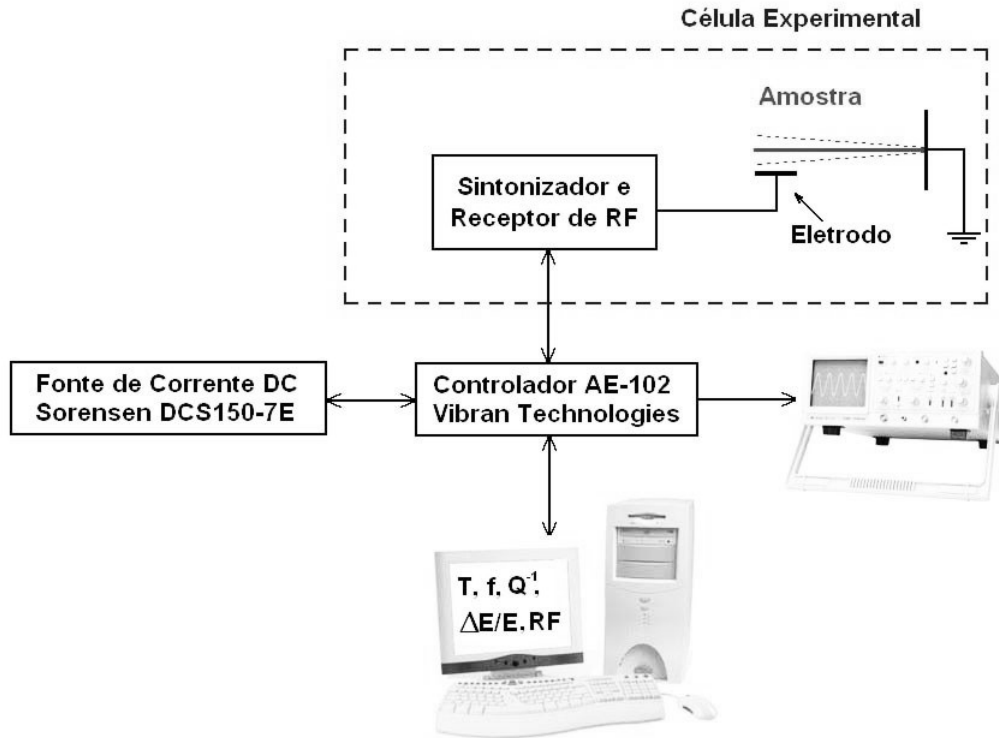 Célula Experimental
Amostra
Sintonizador e
Receptor de RF
Eletrodo
Fonte de Corrente DC
Sorensen DCS150-7E
Controlador AE-102
Vibran Technologies
T, f, Q⁻¹,
ΔE/E, RF